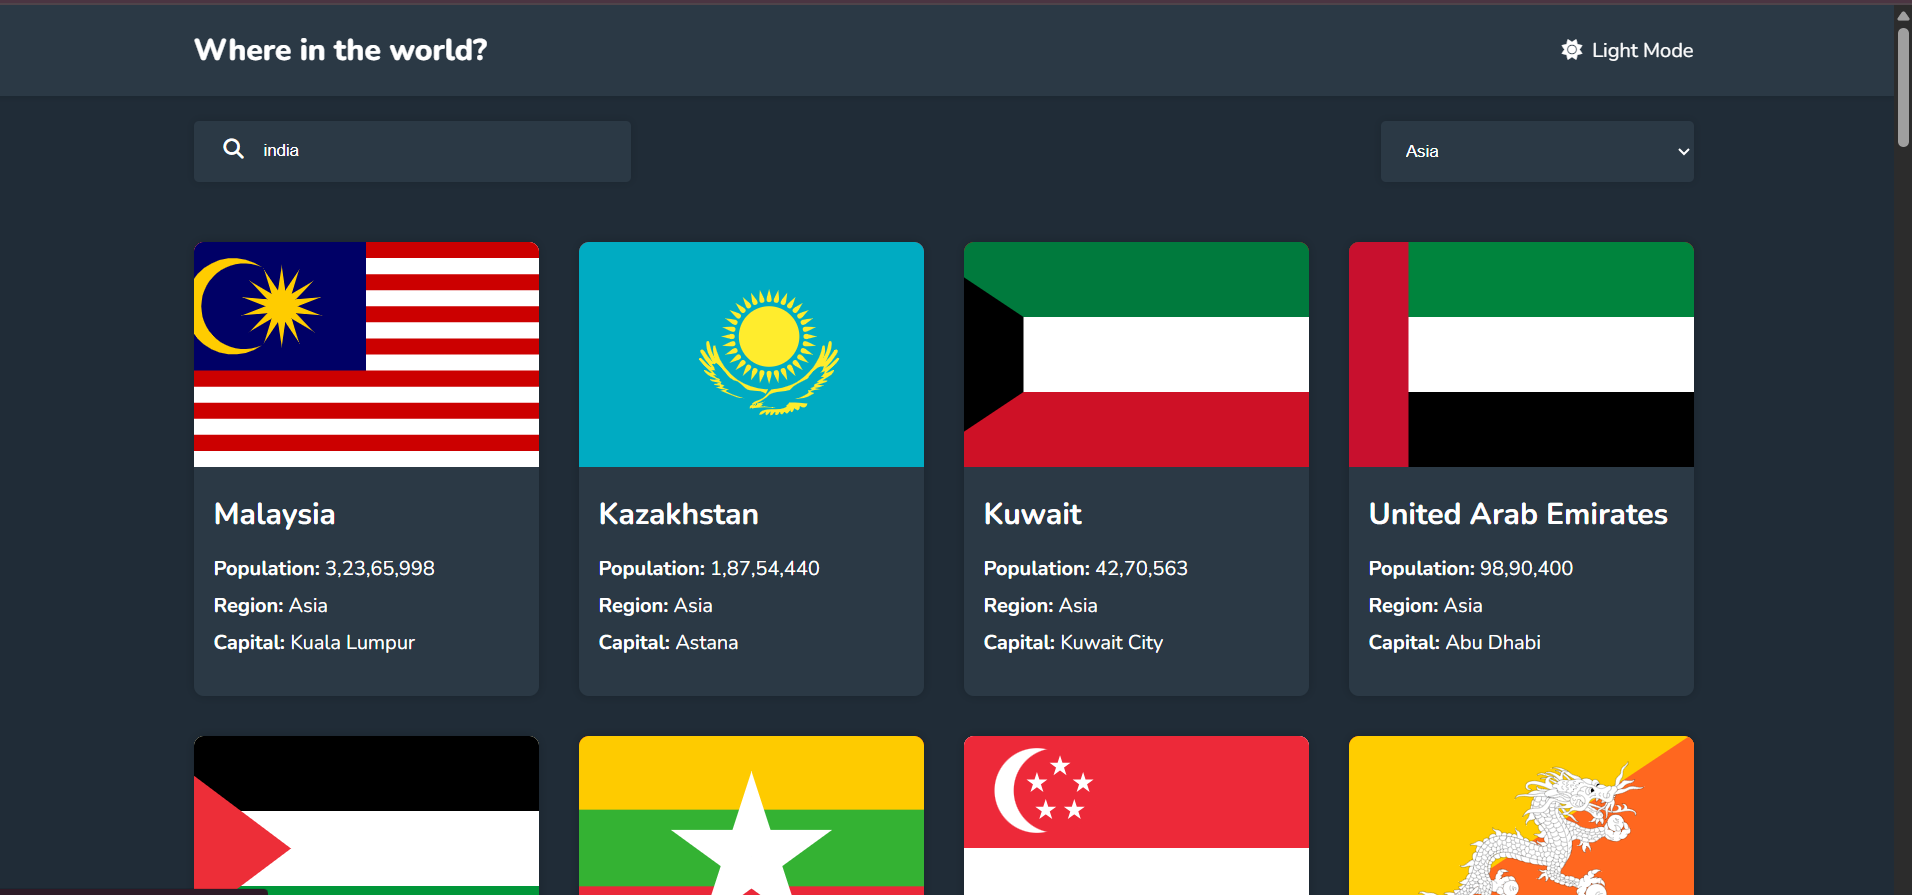 Where in the world?
Light Mode
india
Asia
Malaysia
Population: 3,23,65,998
Region: Asia
Capital: Kuala Lumpur
Kazakhstan
Population: 1,87,54,440
Region: Asia
Capital: Astana
Kuwait
Population: 42,70,563
Region: Asia
Capital: Kuwait City
United Arab Emirates
Population: 98,90,400
Region: Asia
Capital: Abu Dhabi